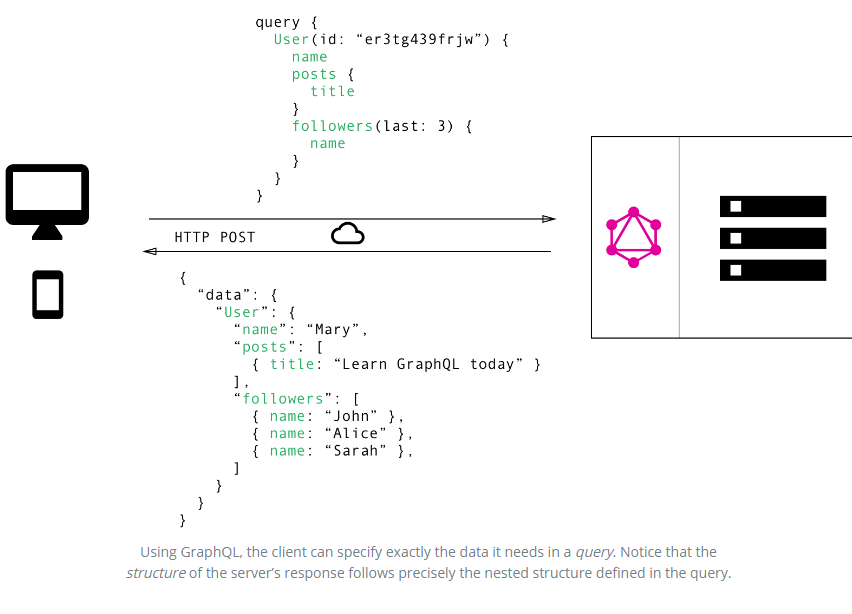 query {
User(id: “er3tg439frjw”) {
name
posts {
title
}
followers(last: 3) {
name
}
}
}
HTTP POST
{
“data”: {
“User”: {
“name”: “Mary”,
“posts”: [
{ title: “Learn GraphQL today” }
],
“followers”: [
{ name: “John” },
{ name: “Alice” },
{ name: “Sarah” },
]
}
}
}
Using GraphQL, the client can specify exactly the data it needs in a query. Notice that the
structure of the server’s response follows precisely the nested structure defined in the query.